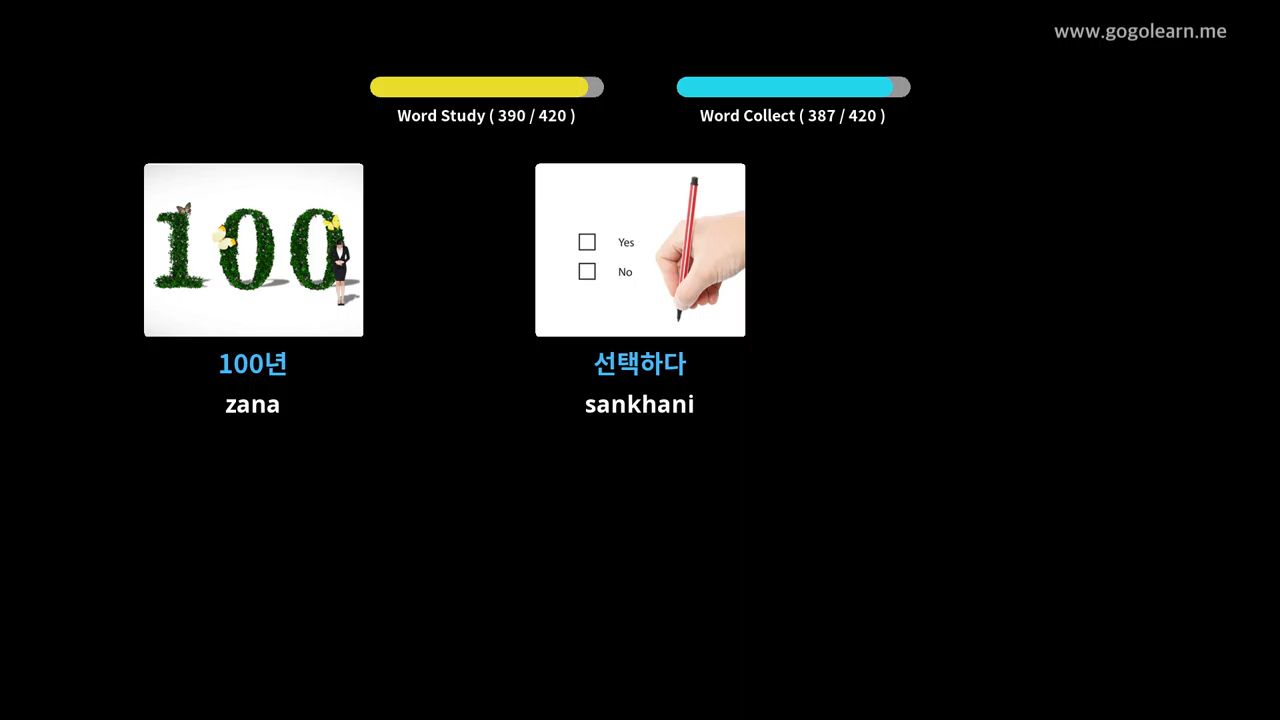 www.gogolearn.me
Word Study ( 390 / 420 )
Word Collect ( 387 / 420 )
100
Yes
No
100년
선택하다
zana
sankhani